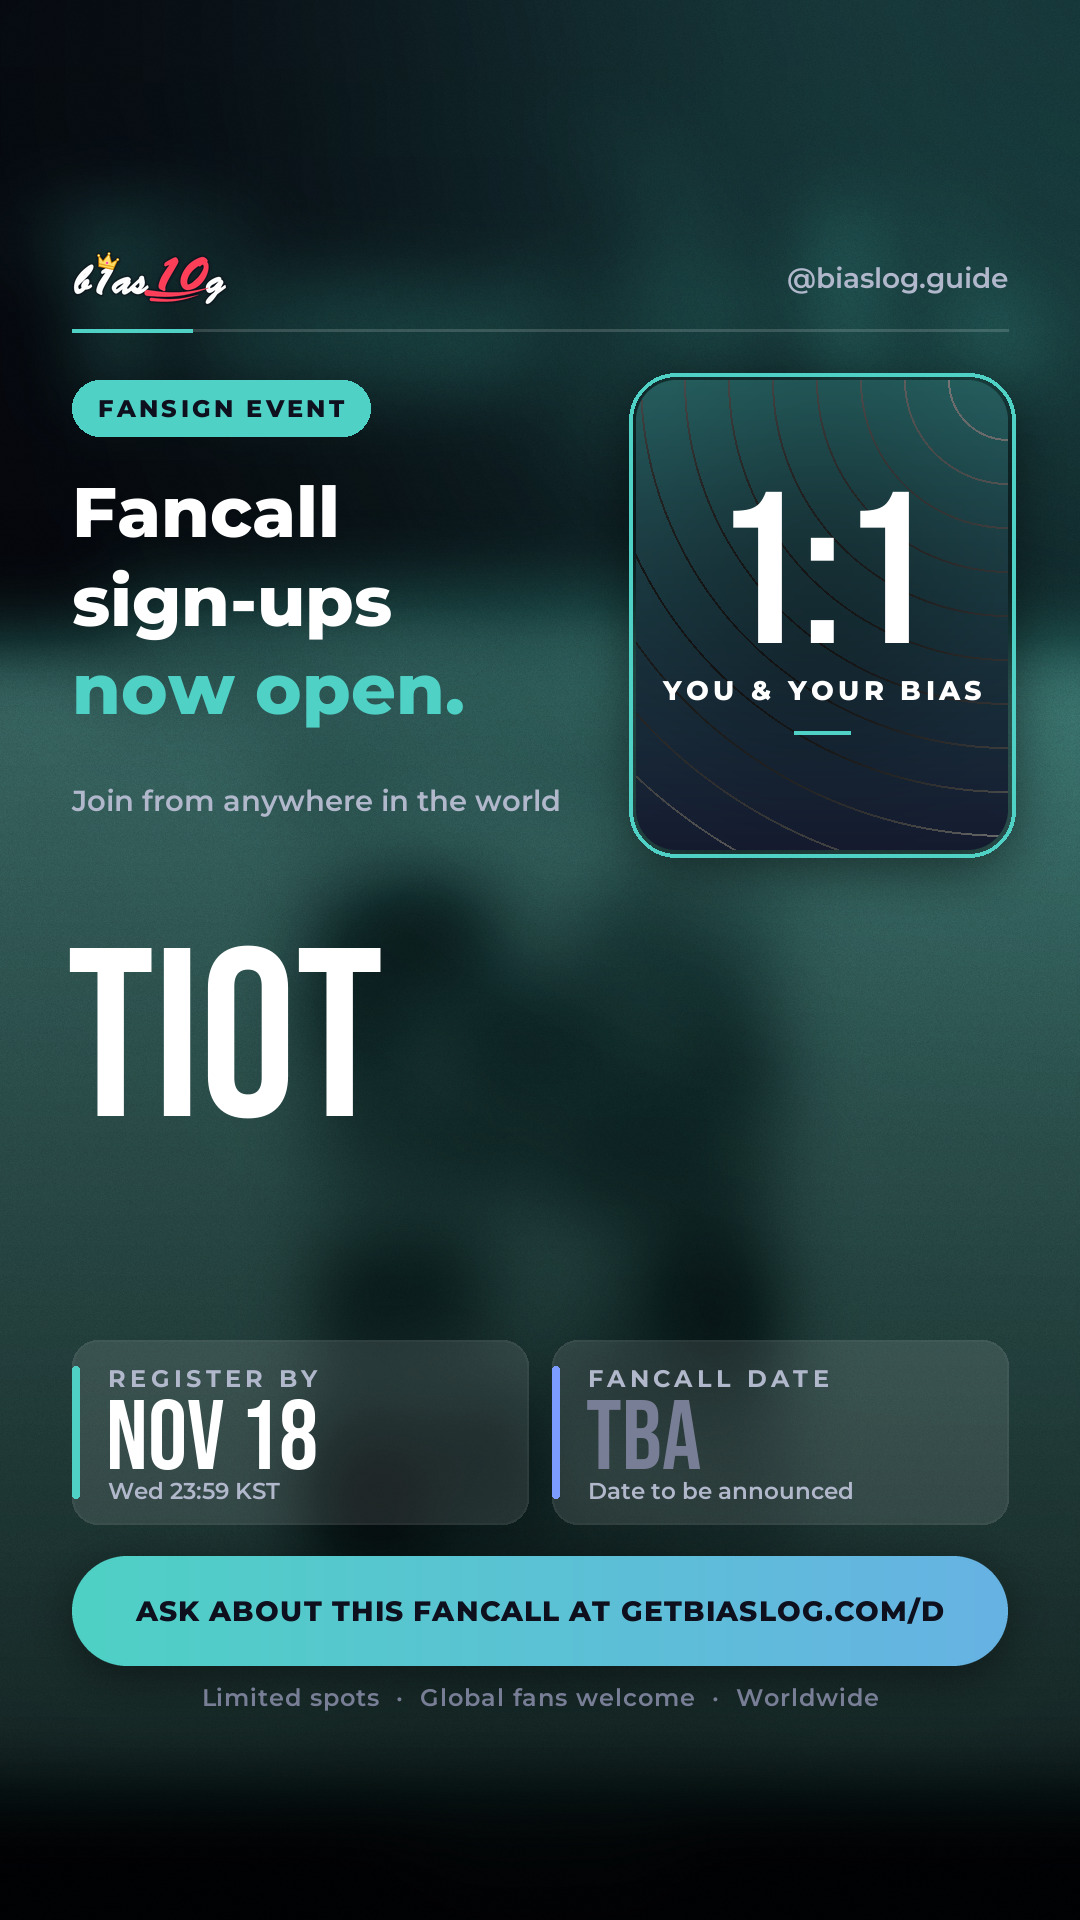 b1as10g
@biaslog.guide
FANSIGN EVENT
Fancall
sign-ups
now open.
Join from anywhere in the world
1:1
YOU & YOUR BIAS
TIOT
REGISTER BY
NOV 18
Wed 23:59 KST
FANCALL DATE
TBA
Date to be announced
ASK ABOUT THIS FANCALL AT GETBIASLOG.COM/D
Limited spots · Global fans welcome · Worldwide